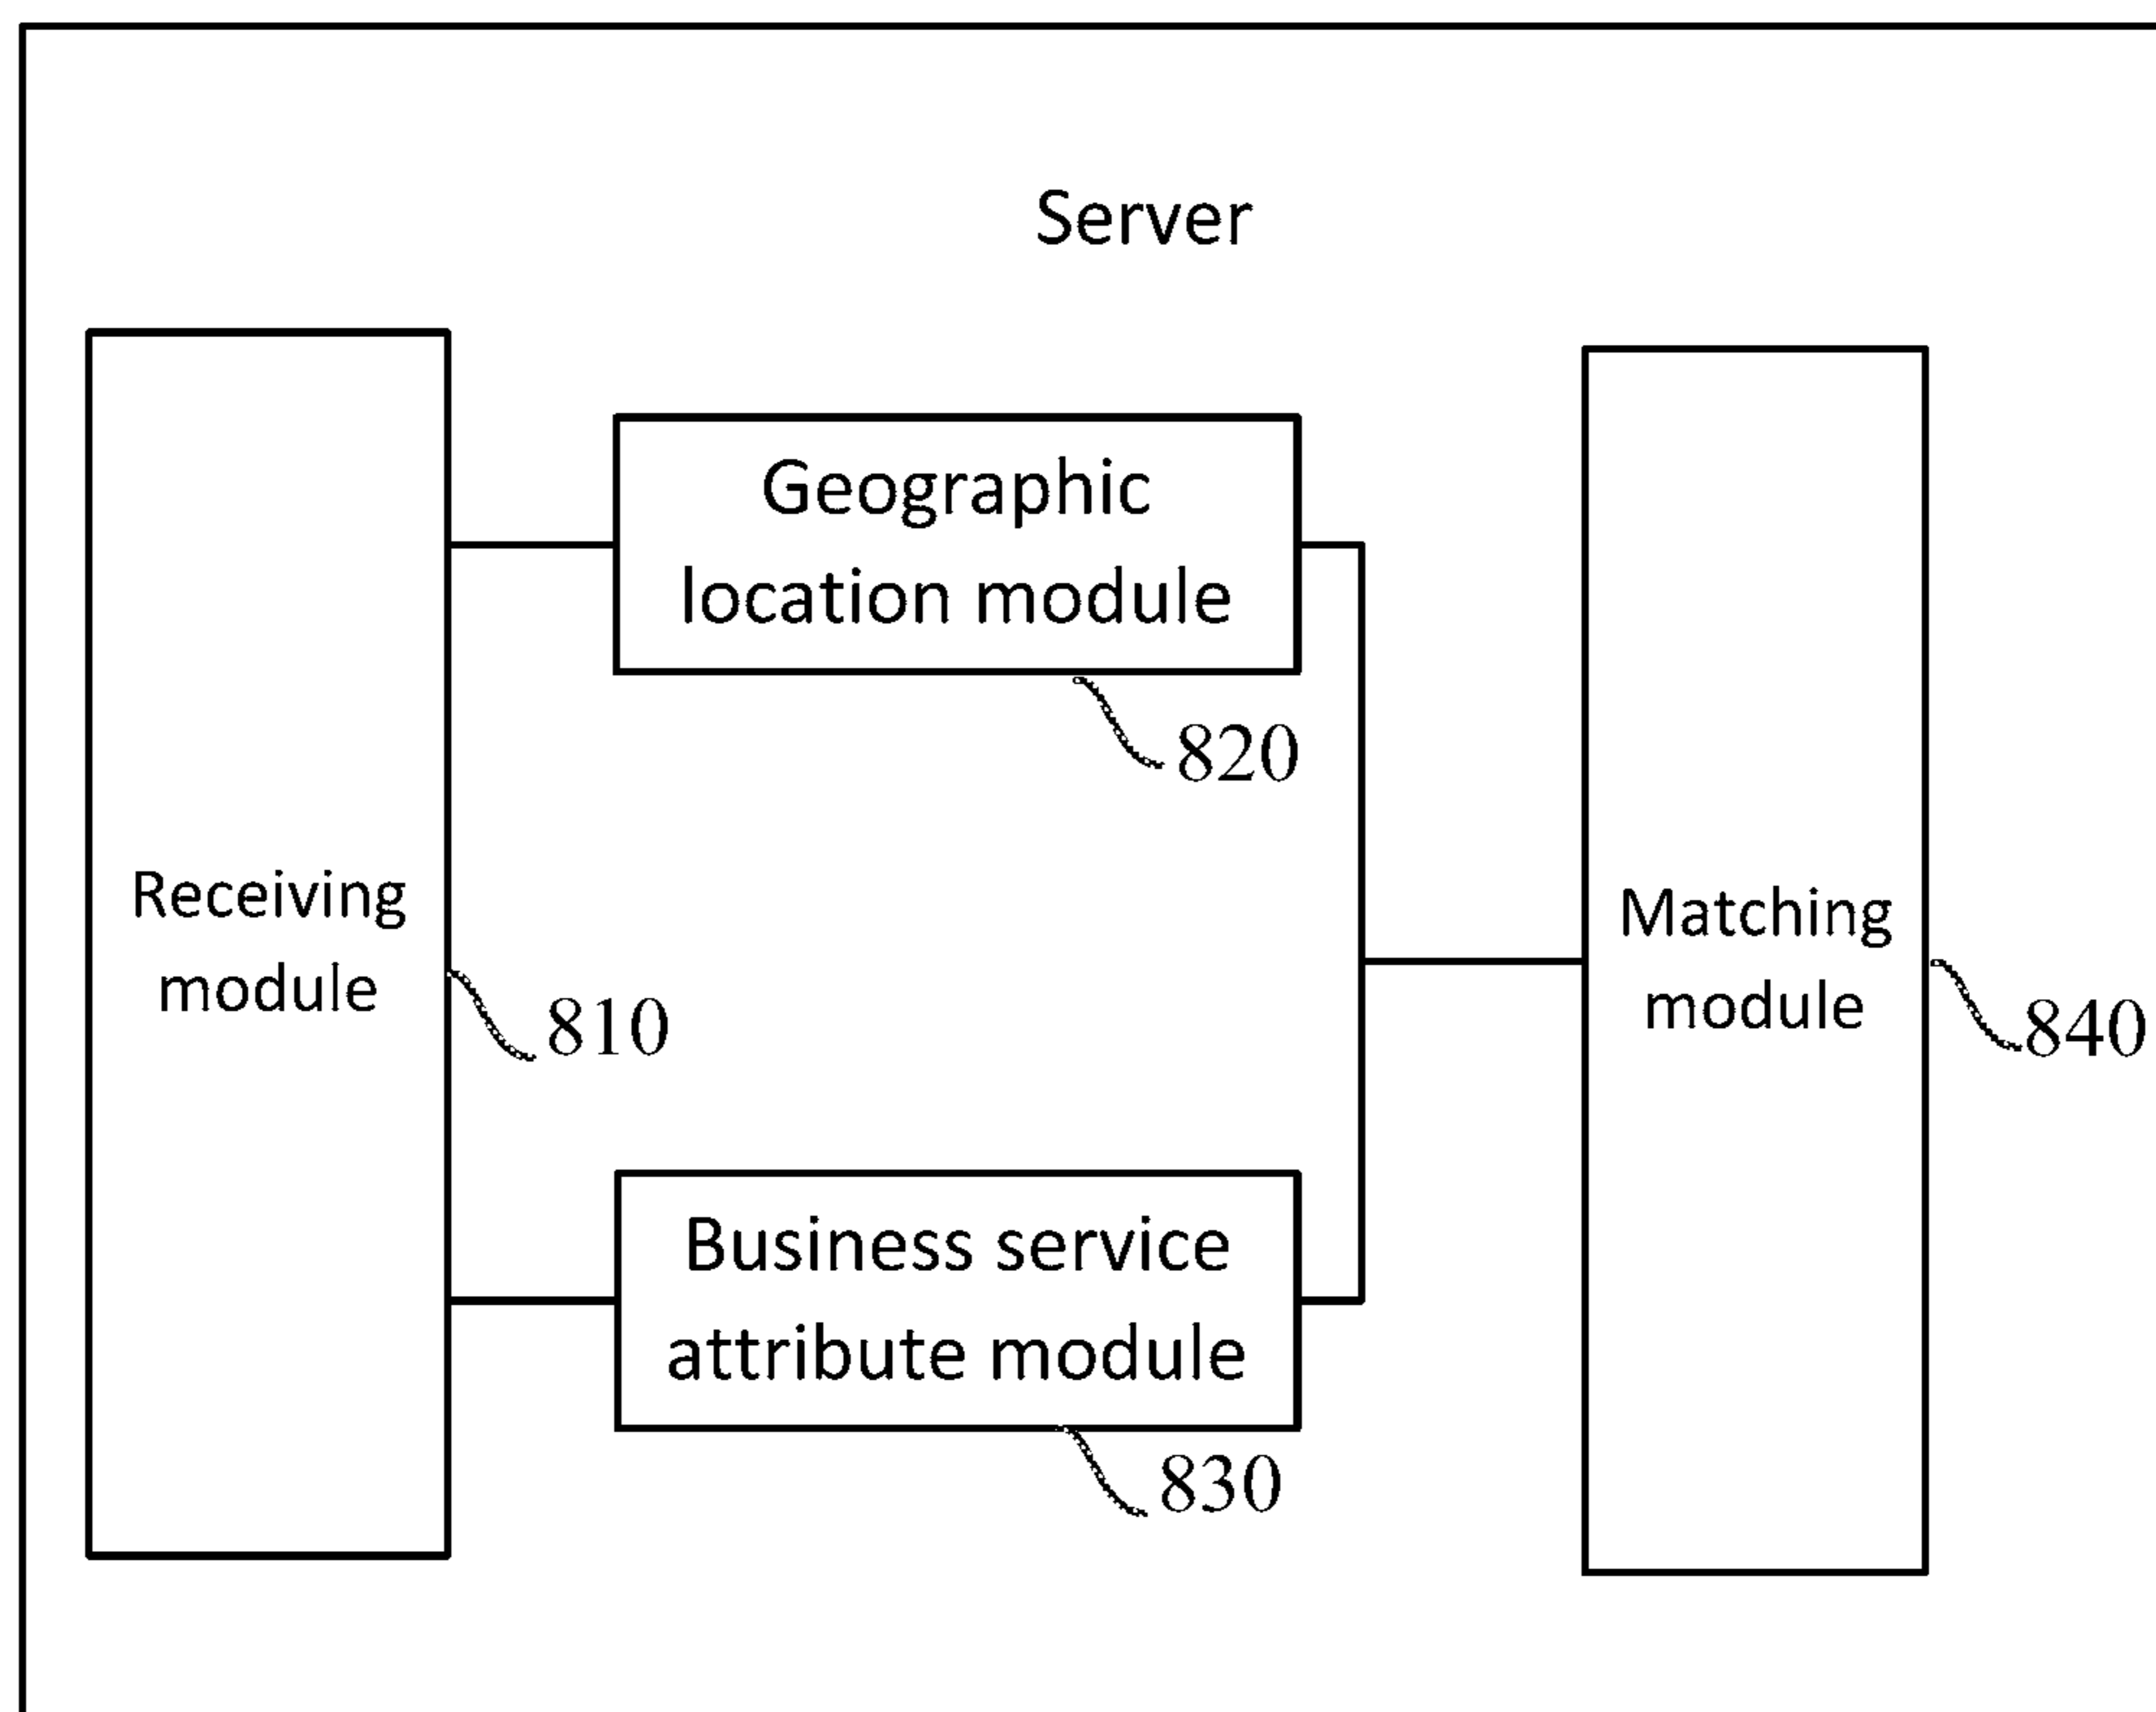 Server
Geographic
location module
820
Receiving
module
810
Matching
module
840
Business service
attribute module
830